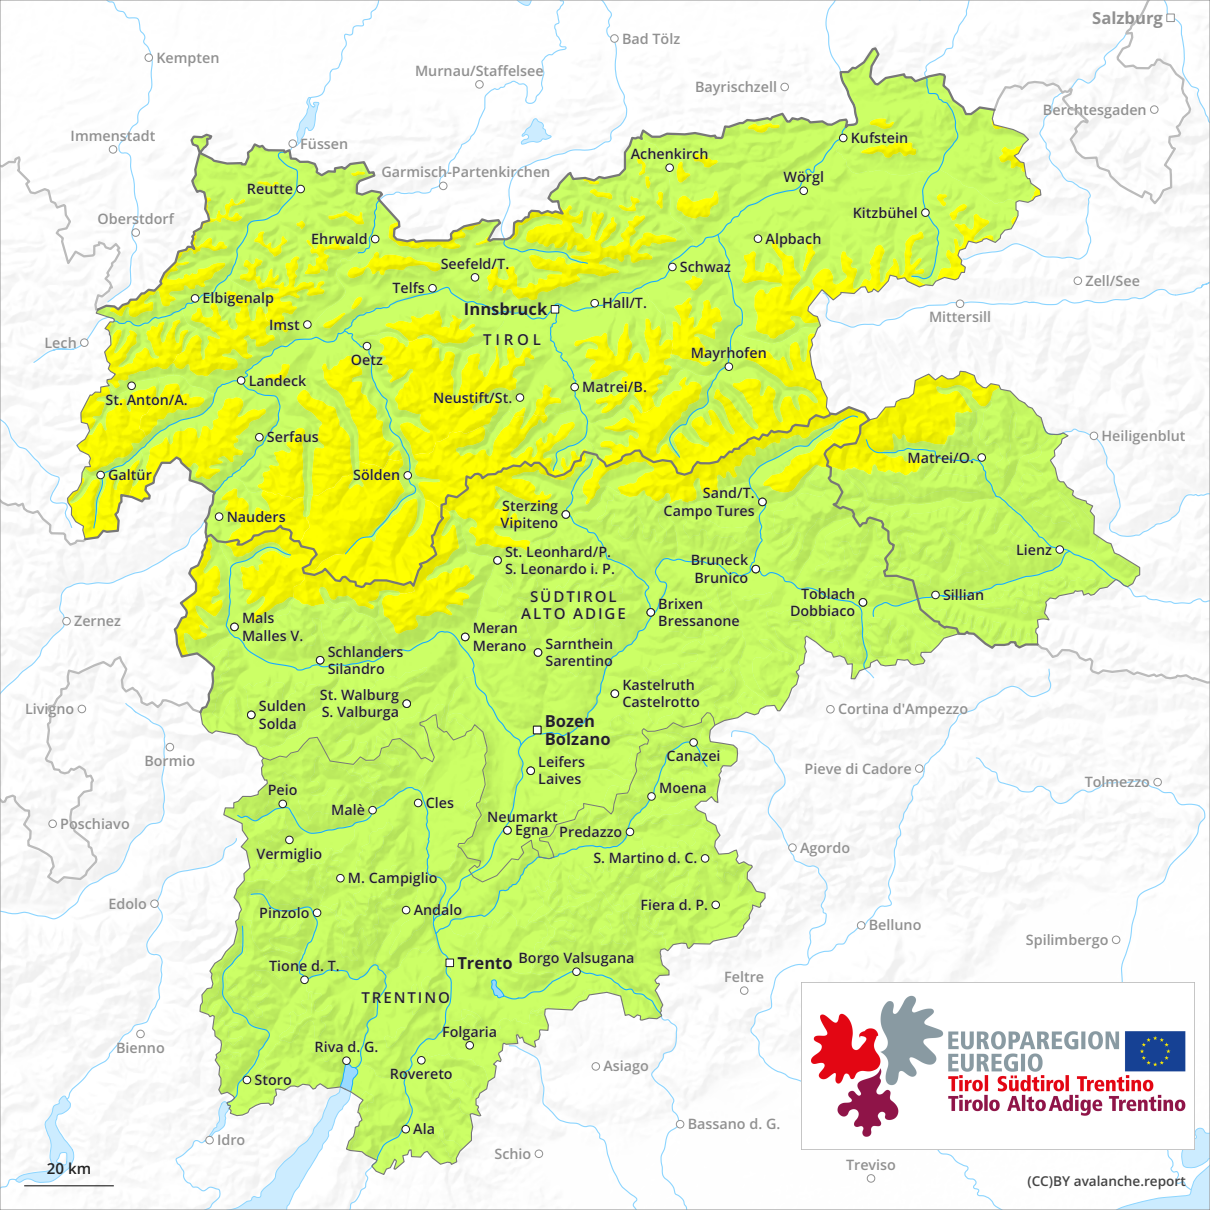 Salzburg
Bad Tölz
Kempten
Murnau/Staffelsee
Bayrischzell
Berchtesgaden
Immenstadt
Füssen
Kufstein
Achenkirch
Garmisch-Partenkirchen
Wörgl
Reutte
Oberstdorf
Kitzbühel
Ehrwald
Alpbach
Seefeld/T.
Schwaz
Zell/See
Telfs
Elbigenalp
Hall/T.
Innsbruck
Mittersill
Imst
TIROL
Lech
Oetz
Mayrhofen
Landeck
Matrei/B.
St. Anton/A.
Neustift/St.
Serfaus
Heiligenblut
Matrei/O.
Galtür
Sölden
Sand/T.
Campo Tures
Sterzing
Vipiteno
Nauders
St. Leonhard/P.
S. Leonardo i. P.
Lienz
Bruneck
Brunico
SÜDTIROL
ALTO ADIGE
Toblach
Dobbiaco
Sillian
Brixen
Bressanone
Zernez
Mals
Malles V.
Meran
Merano
Sarnthein
Sarentino
Schlanders
Silandro
Kastelruth
Castelrotto
St. Walburg
S. Valburga
Sulden
Solda
Livigno
Cortina d'Ampezzo
Bozen
Bolzano
Bormio
Canazei
Leifers
Laives
Pieve di Cadore
Tolmezzo
Peio
Moena
Malè
Cles
Neumarkt
Egna
Predazzo
Poschiavo
Vermiglio
Agordo
S. Martino d. C.
M. Campiglio
Edolo
Pinzolo
Andalo
Fiera d. P.
Belluno
Spilimbergo
Trento
Borgo Valsugana
Tione d. T.
Feltre
TRENTINO
Folgaria
Bienno
Riva d. G.
Rovereto
Asiago
Storo
EUROPAREGION
EUREGIO
Tirol Südtirol Trentino
Tirolo Alto Adige Trentino
Ala
Bassano d. G.
Idro
Schio
Treviso
20 km
(CC)BY avalanche.report